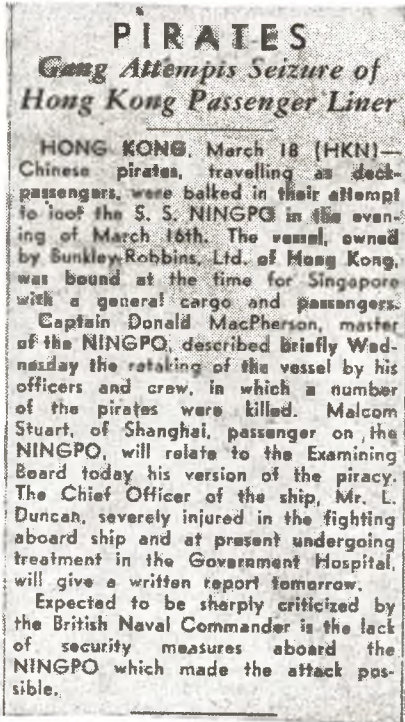 PIRATES
Gang Attempts Seizure of
Hong Kong Passenger Liner
HONG KONG, March 18 (HKN)—
Chinese pirates, travelling as deck-
passengers, were balked in their attempt
to loot the S. S. NINGPO in the even-
ing of March 16th. The vessel, owned
by Bunkley-Robbins, Ltd. of Hong Kong,
was bound at the time for Singapore
with a general cargo and passengers.
Captain Donald MacPherson, master
of the NINGPO, described briefly Wed-
nesday the retaking of the vessel by his
officers and crew, in which a number
of the pirates were killed. Malcom
Stuart, of Shanghai, passenger on the
NINGPO, will relate to the Examining
Board today his version of the piracy.
The Chief Officer of the ship, Mr. L.
Duncan, severely injured in the fighting
aboard ship and at present undergoing
treatment in the Government Hospital,
will give a written report tomorrow.
Expected to be sharply criticized by
the British Naval Commander is the lack
of security measures aboard the
NINGPO which made the attack pos-
sible.